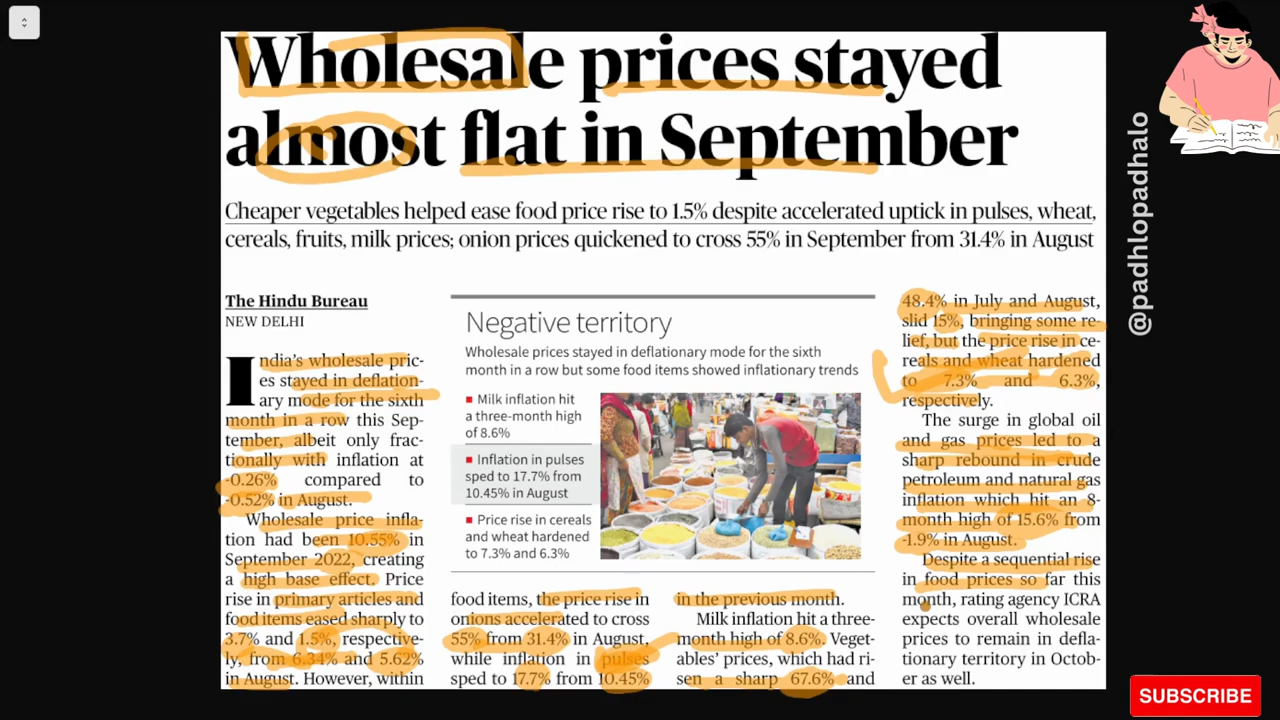 Wholesale prices stayed
almost flat in September
Cheaper vegetables helped ease food price rise to 1.5% despite accelerated uptick in pulses, wheat,
cereals, fruits, milk prices; onion prices quickened to cross 55% in September from 31.4% in August
The Hindu Bureau
NEW DELHI
India’s wholesale pric-
es stayed in deflation-
ary mode for the sixth
month in a row this Sep-
tember, albeit only frac-
tionally with inflation at
-0.26% compared to
-0.52% in August.
Wholesale price infla-
tion had been 10.55% in
September 2022, creating
a high base effect. Price
rise in primary articles and
food items eased sharply to
3.7% and 1.5%, respective-
ly, from 6.34% and 5.62%
in August. However, within
Negative territory
Wholesale prices stayed in deflationary mode for the sixth
month in a row but some food items showed inflationary trends
Milk inflation hit
a three-month high
of 8.6%
Inflation in pulses
sped to 17.7% from
10.45% in August
Price rise in cereals
and wheat hardened
to 7.3% and 6.3%
food items, the price rise in
onions accelerated to cross
55% from 31.4% in August,
while inflation in pulses
sped to 17.7% from 10.45%
in the previous month.
Milk inflation hit a three-
month high of 8.6%. Veget-
ables’ prices, which had ri-
sen a sharp 67.6% and
48.4% in July and August,
slid 15%, bringing some re-
lief, but the price rise in ce-
reals and wheat hardened
to 7.3% and 6.3%,
respectively.
The surge in global oil
and gas prices led to a
sharp rebound in crude
petroleum and natural gas
inflation which hit an 8-
month high of 15.6% from
-1.9% in August.
Despite a sequential rise
in food prices so far this
month, rating agency ICRA
expects overall wholesale
prices to remain in defla-
tionary territory in Octob-
er as well.
@padhlopadhalo
SUBSCRIBE